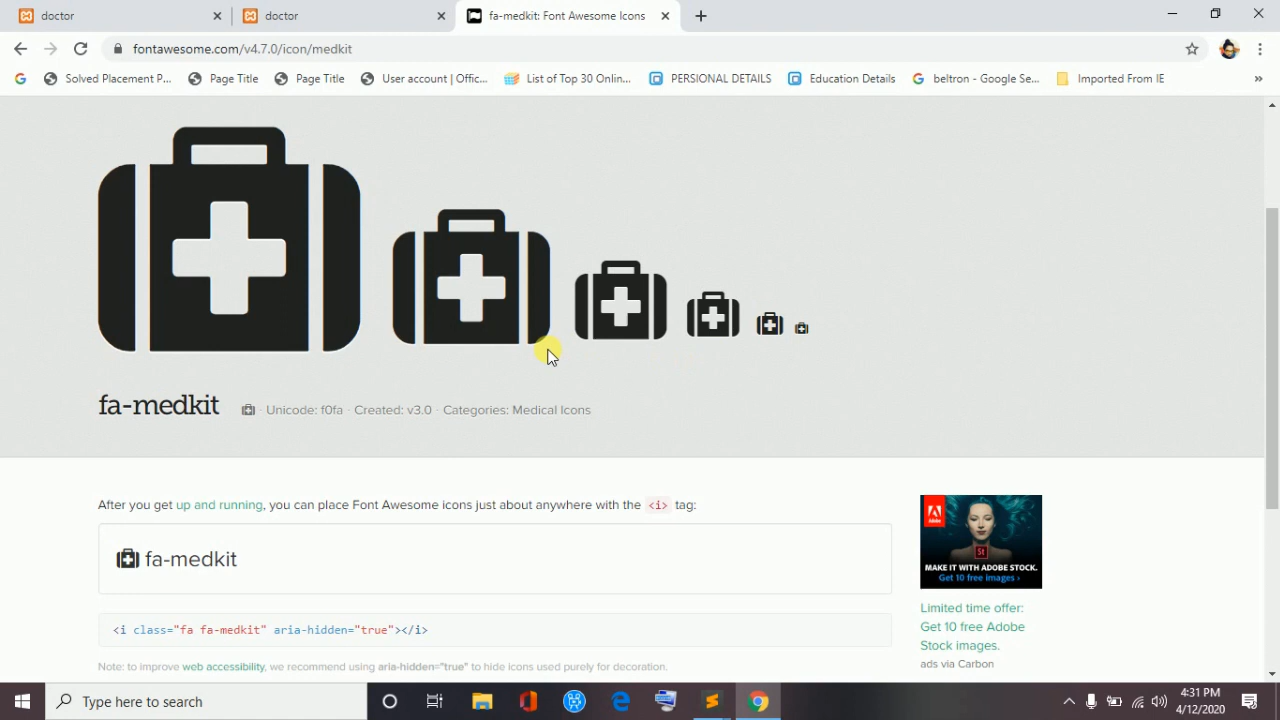 doctor
doctor
fa-medkit: Font Awesome Icons
fontawesome.com/v4.7.0/icon/medkit
Solved Placement P...
Page Title
Page Title
User account | Offic...
List of Top 30 Onlin...
PERSIONAL DETAILS
Education Details
beltron - Google Se...
Imported From IE
fa-medkit
· Unicode: f0fa · Created: v3.0 · Categories: Medical Icons
After you get up and running, you can place Font Awesome icons just about anywhere with the <i> tag:
fa-medkit
<i class="fa fa-medkit" aria-hidden="true"></i>
Note: to improve web accessibility, we recommend using aria-hidden="true" to hide icons used purely for decoration.
St
MAKE IT WITH ADOBE STOCK.
Get 10 free images ›
Limited time offer:
Get 10 free Adobe
Stock images.
ads via Carbon
Type here to search
4:31 PM
4/12/2020